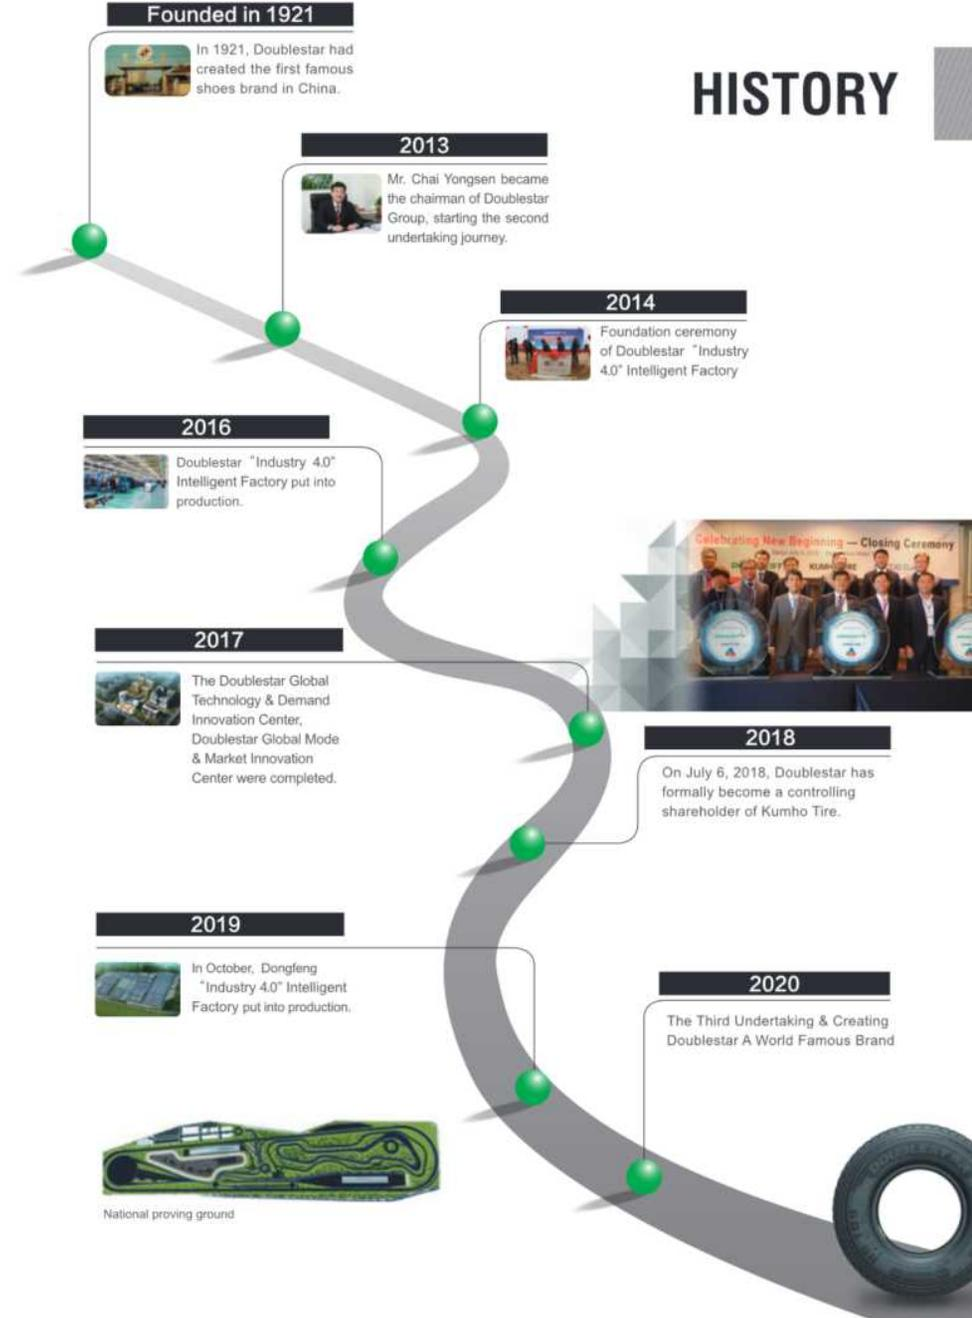 Founded in 1921
In 1921, Doublestar had
created the first famous
shoes brand in China.
HISTORY
2013
Mr. Chai Yongsen became
the chairman of Doublestar
Group, starting the second
undertaking journey.
2014
Foundation ceremony
of Doublestar "Industry
4.0" Intelligent Factory
2016
Doublestar "Industry 4.0"
Intelligent Factory put into
production.
Celebrating New Beginning — Closing Ceremony
2017
The Doublestar Global
Technology & Demand
Innovation Center,
Doublestar Global Mode
& Market Innovation
Center were completed.
2018
On July 6, 2018, Doublestar has
formally become a controlling
shareholder of Kumho Tire.
2019
In October, Dongfeng
"Industry 4.0" Intelligent
Factory put into production.
2020
The Third Undertaking & Creating
Doublestar A World Famous Brand
National proving ground